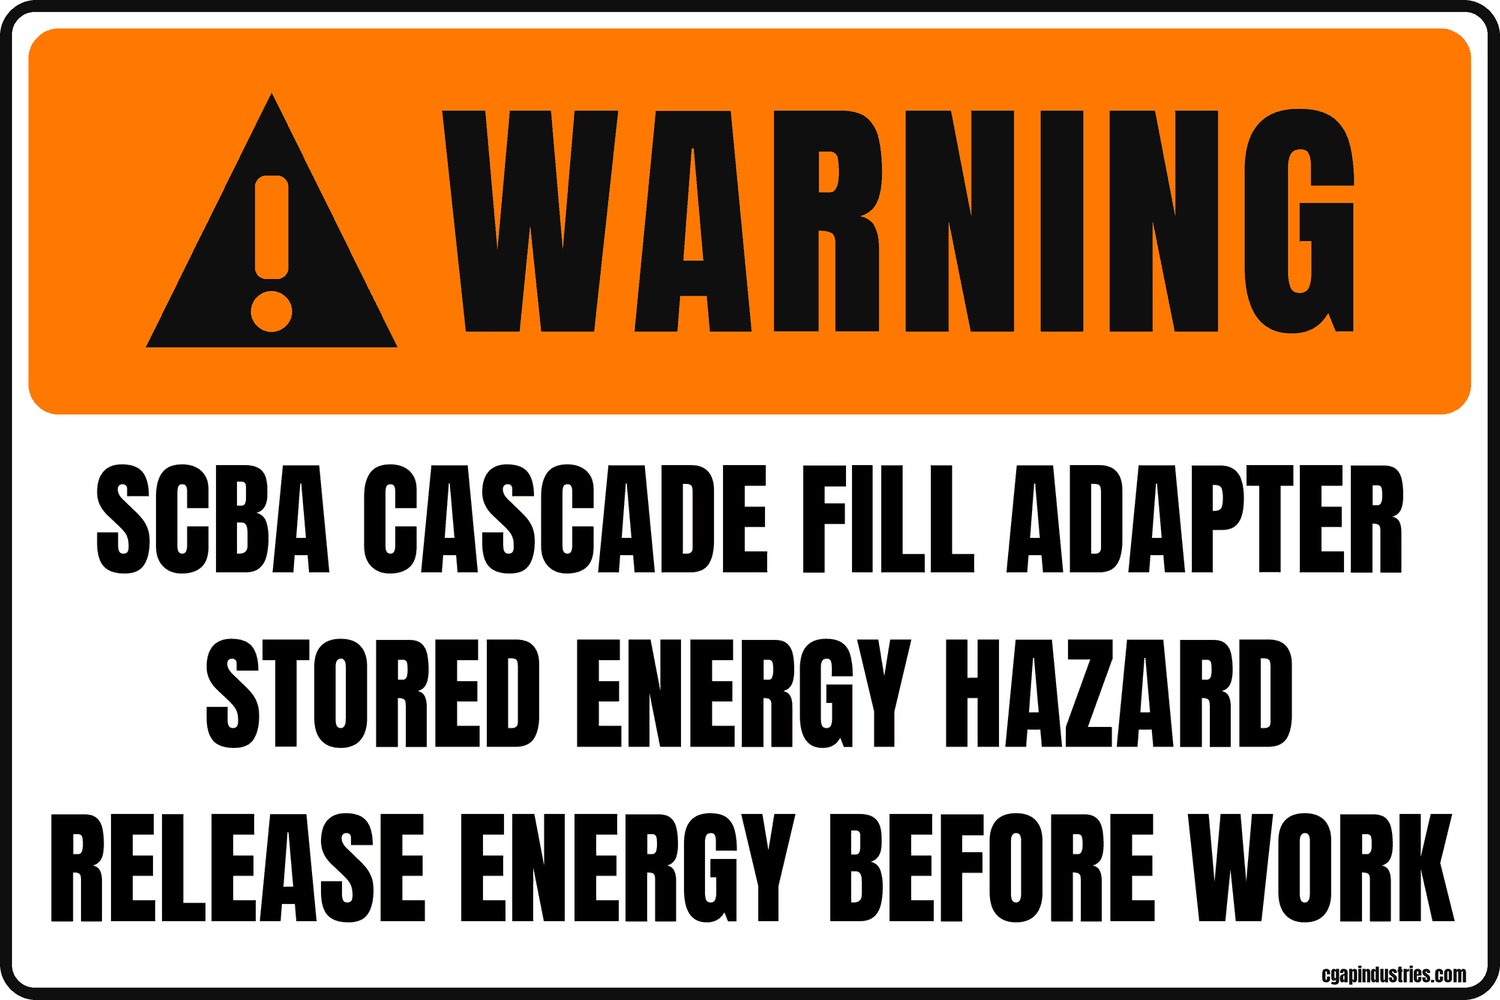 WARNING
SCBA CASCADE FILL ADAPTER
STORED ENERGY HAZARD
RELEASE ENERGY BEFORE WORK
cgapindustries.com